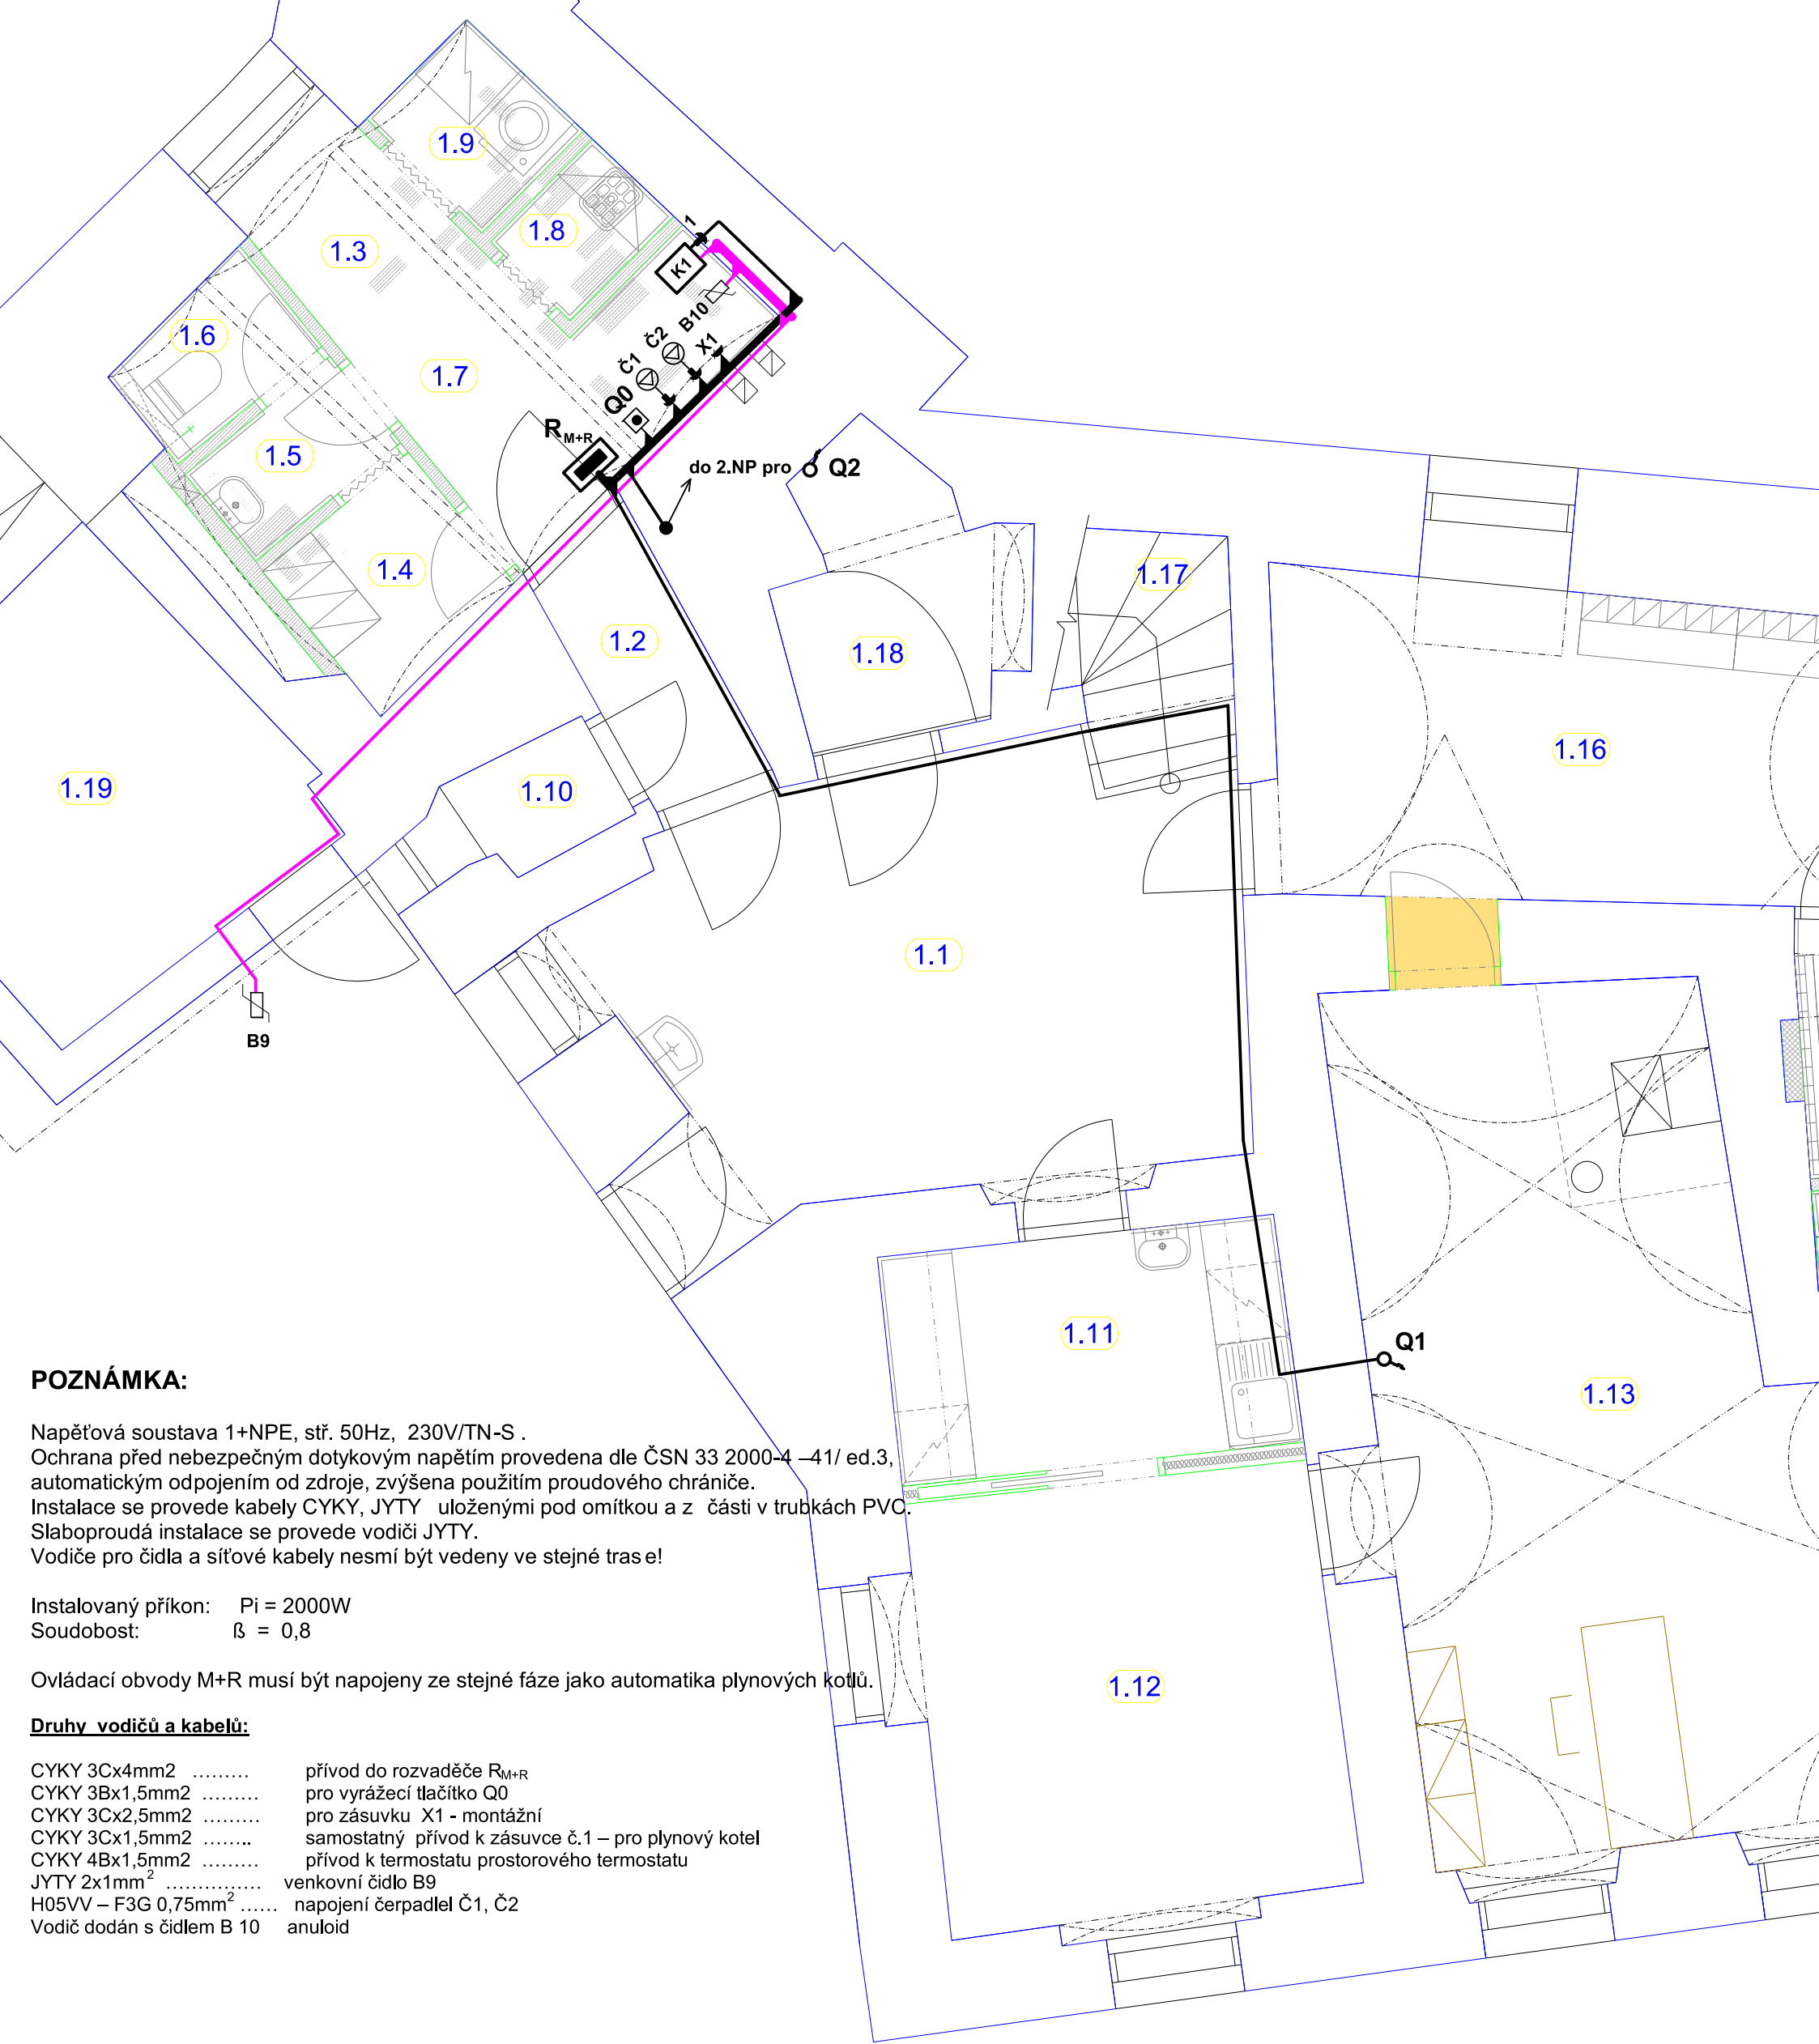 1.9
1.8
1.3
1
K1
B10
1.6
Č2
X1
Č1
1.7
Q0
R M+R
1.5
do 2.NP pro
Q2
1.4
1.17
1.2
1.18
1.16
1.19
1.10
1.1
B9
1.11
Q1
1.13
1.12
POZNÁMKA:
Napěťová soustava 1+NPE, stř. 50Hz, 230V/TN-S .
Ochrana před nebezpečným dotykovým napětím provedena dle ČSN 33 2000-4 –41/ ed.3,
automatickým odpojením od zdroje, zvýšena použitím proudového chrániče.
Instalace se provede kabely CYKY, JYTY uloženými pod omítkou a z části v trubkách PVC.
Slaboproudá instalace se provede vodiči JYTY.
Vodiče pro čidla a síťové kabely nesmí být vedeny ve stejné trase!
Instalovaný příkon: Pi = 2000W
Soudobost: ß = 0,8
Ovládací obvody M+R musí být napojeny ze stejné fáze jako automatika plynových kotlů.
Druhy vodičů a kabelů:
CYKY 3Cx4mm2 ......... přívod do rozvaděče RM+R
CYKY 3Bx1,5mm2 ......... pro vyrážecí tlačítko Q0
CYKY 3Cx2,5mm2 ......... pro zásuvku X1 - montážní
CYKY 3Cx1,5mm2 ........ samostatný přívod k zásuvce č.1 – pro plynový kotel
CYKY 4Bx1,5mm2 ......... přívod k termostatu prostorového termostatu
JYTY 2x1mm² ............... venkovní čidlo B9
H05VV – F3G 0,75mm² ...... napojení čerpadlel Č1, Č2
Vodič dodán s čidlem B 10 anuloid